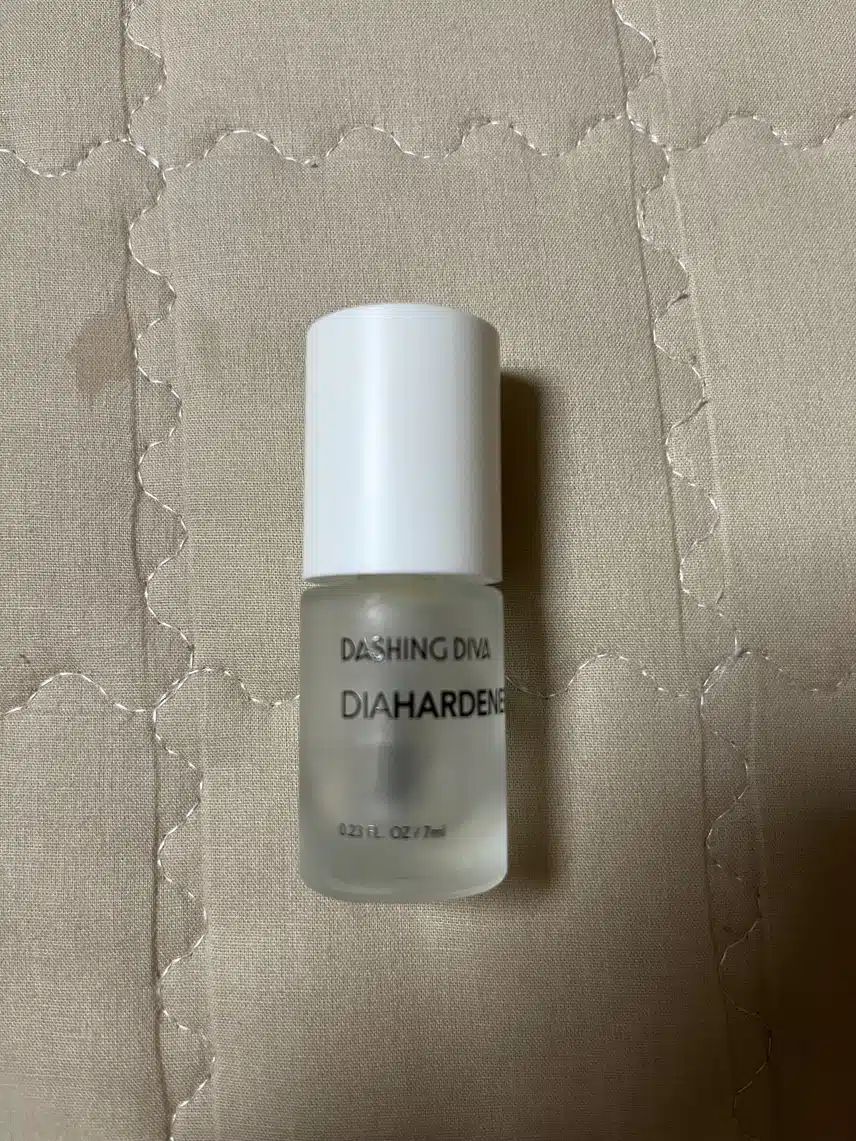 DASHING DIVA
DIAHARDENE
0.23 FL. OZ / 7ml